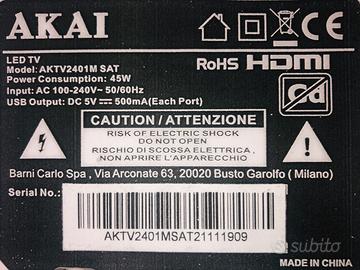 AKAI
LED TV
Model: AKTV2401M SAT
Power Consumption: 45W
Input: AC 100-240V~ 50/60Hz
USB Output: DC 5V 500mA(Each Port)
RoHS HDMI
Pb
CAUTION / ATTENZIONE
RISK OF ELECTRIC SHOCK
DO NOT OPEN
RISCHIO DI SCOSSA ELETTRICA ,
NON APRIRE L'APPARECCHIO
Barni Carlo Spa , Via Arconate 63, 20020 Busto Garolfo ( Milano)
Serial No.:
AKTV2401MSAT21111909
MADE IN CHINA
subito